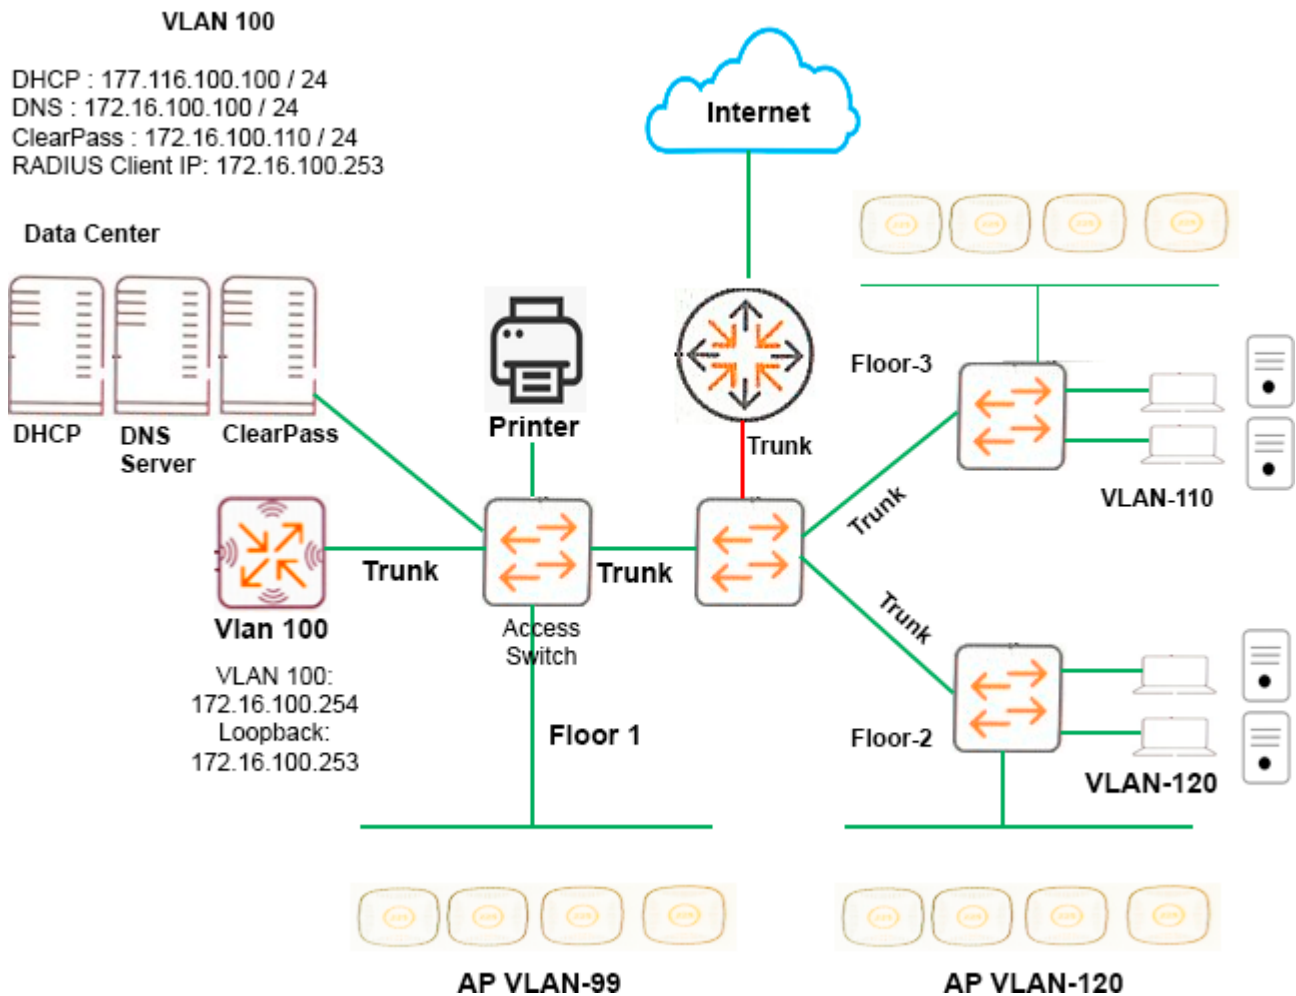 VLAN 100
DHCP : 177.116.100.100 / 24
DNS : 172.16.100.100 / 24
ClearPass : 172.16.100.110 / 24
RADIUS Client IP: 172.16.100.253
Internet
Data Center
DHCP
DNS
Server
ClearPass
Printer
Trunk
Floor-3
VLAN-110
Trunk
Trunk
Trunk
Trunk
Vlan 100
VLAN 100:
172.16.100.254
Loopback:
172.16.100.253
Access
Switch
Floor 1
Floor-2
VLAN-120
AP VLAN-99
AP VLAN-120